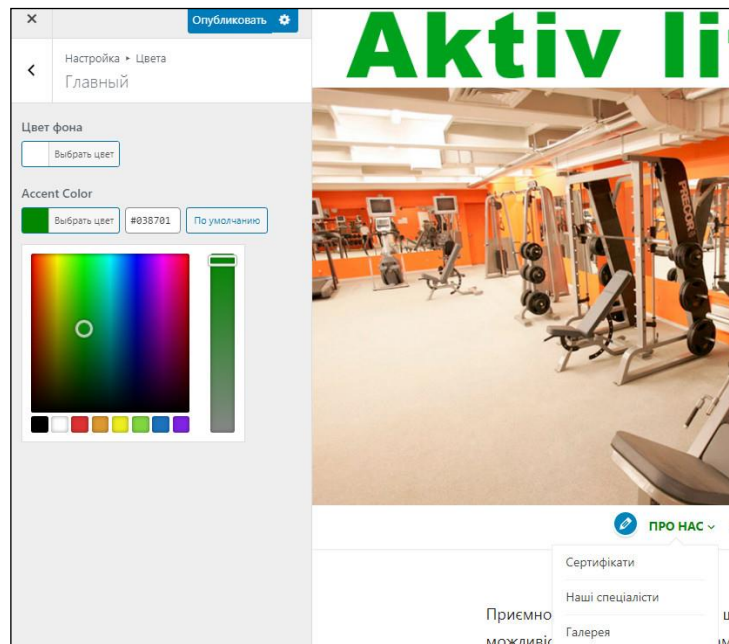 Опубликовать
Настройка ▸ Цвета
Главный
Цвет фона
Выбрать цвет
Accent Color
Выбрать цвет
#038701
По умолчанию
Aktiv li
PRECOR
ПРО НАС
Сертифікати
Наші спеціалісти
Галерея
Приємно